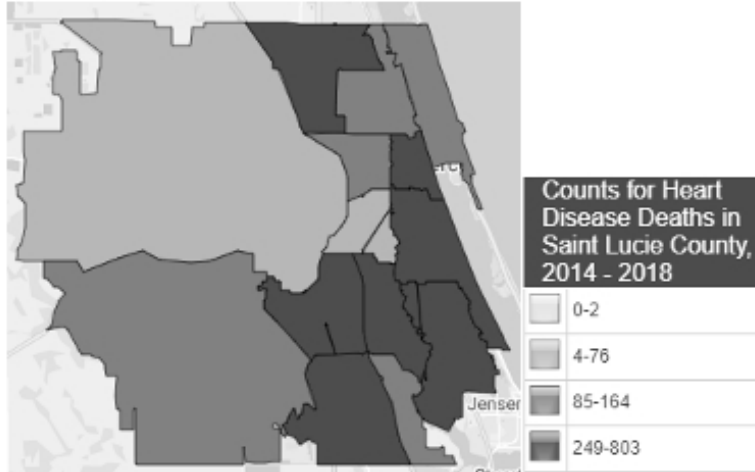 Counts for Heart
Disease Deaths in
Saint Lucie County,
2014 - 2018
0-2
4-76
85-164
249-803
Jensen